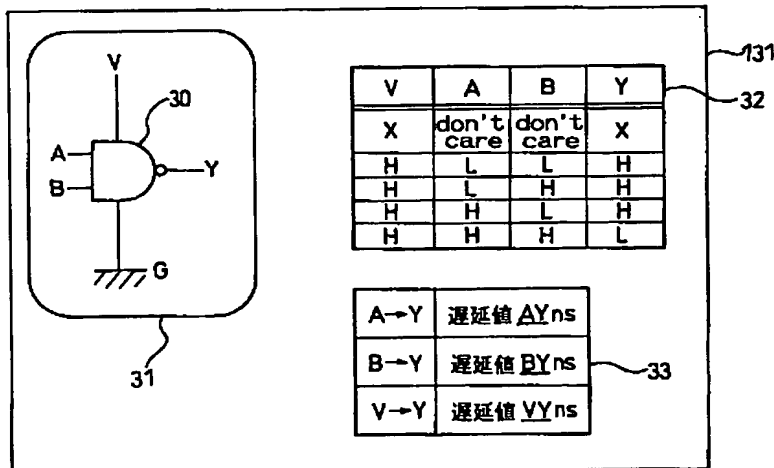 131
V
30
A
B
Y
G
31
V A B Y
32
X don't care don't care X
H L L H
H L H H
H H L H
H H H L
A→Y 遅延値 AYns
B→Y 遅延値 BYns
33
V→Y 遅延値 VYns